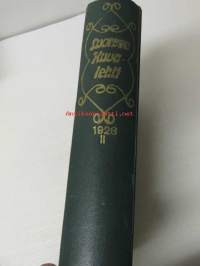 Suomen
Kuva-
lehti
1928
II